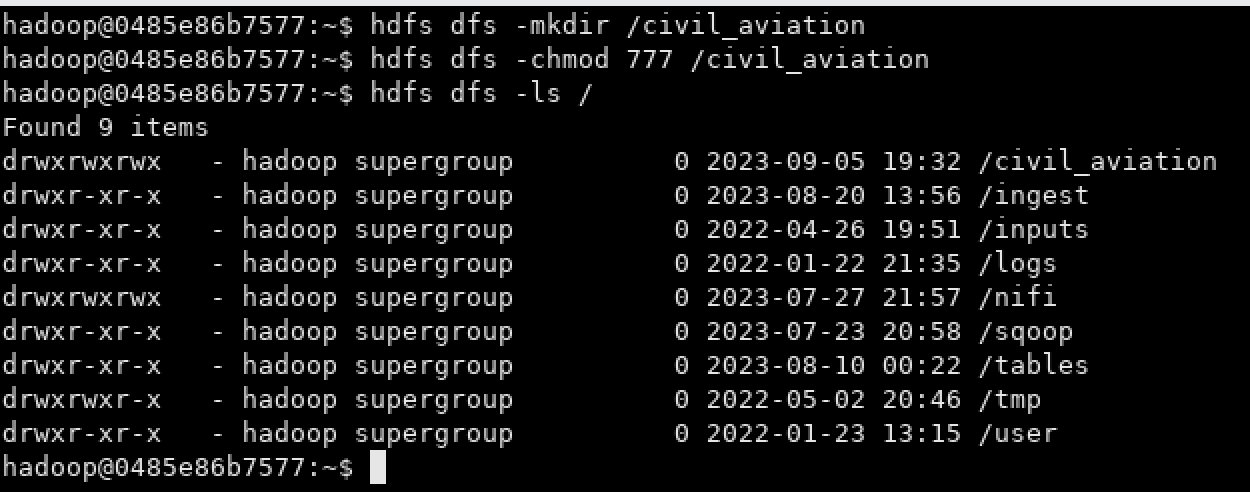 hadoop@0485e86b7577:~$ hdfs dfs -mkdir /civil_aviation
hadoop@0485e86b7577:~$ hdfs dfs -chmod 777 /civil_aviation
hadoop@0485e86b7577:~$ hdfs dfs -ls /
Found 9 items
drwxrwxrwx   - hadoop supergroup          0 2023-09-05 19:32 /civil_aviation
drwxr-xr-x   - hadoop supergroup          0 2023-08-20 13:56 /ingest
drwxr-xr-x   - hadoop supergroup          0 2022-04-26 19:51 /inputs
drwxr-xr-x   - hadoop supergroup          0 2022-01-22 21:35 /logs
drwxrwxrwx   - hadoop supergroup          0 2023-07-27 21:57 /nifi
drwxr-xr-x   - hadoop supergroup          0 2023-07-23 20:58 /sqoop
drwxr-xr-x   - hadoop supergroup          0 2023-08-10 00:22 /tables
drwxrwxr-x   - hadoop supergroup          0 2022-05-02 20:46 /tmp
drwxr-xr-x   - hadoop supergroup          0 2022-01-23 13:15 /user
hadoop@0485e86b7577:~$